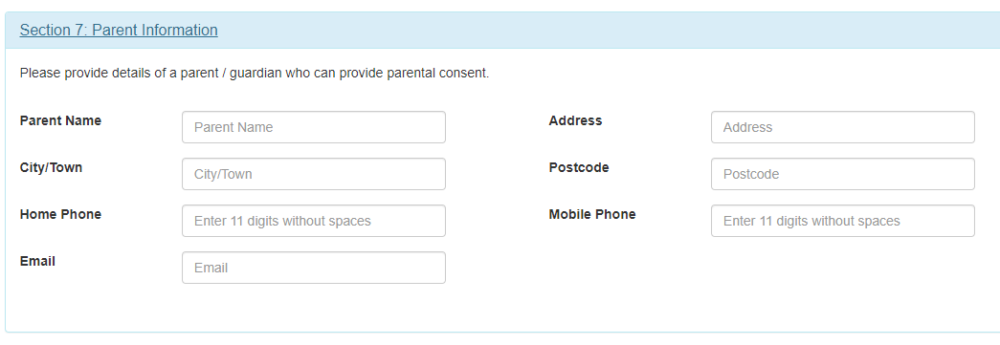 Section 7: Parent Information
Please provide details of a parent / guardian who can provide parental consent.
Parent Name Parent Name Address Address
City/Town City/Town Postcode Postcode
Home Phone Enter 11 digits without spaces Mobile Phone Enter 11 digits without spaces
Email Email